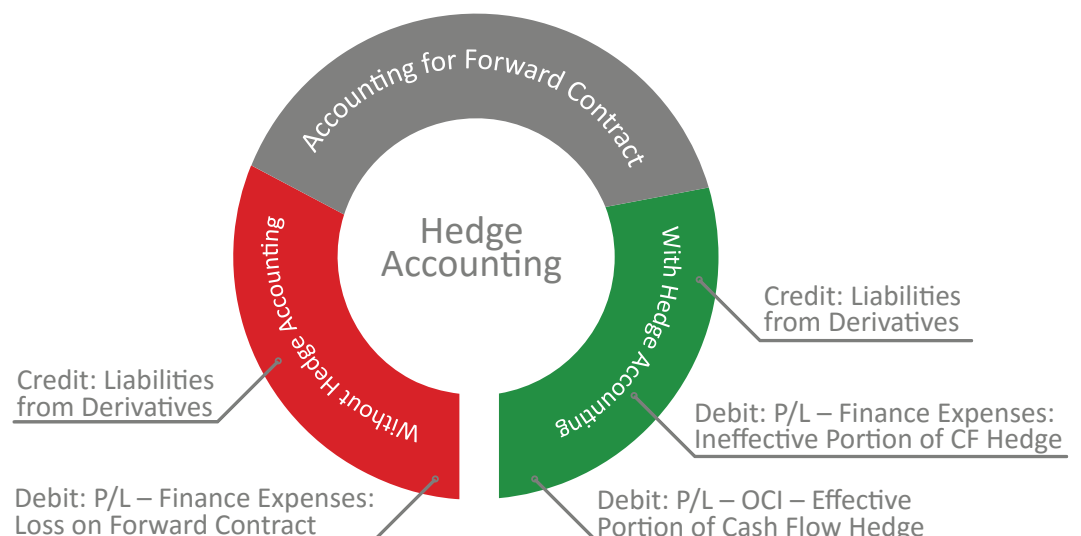 Accounting for Forward Contract
Hedge
Accounting
Without Hedge Accounting
With Hedge Accounting
Credit: Liabilities
from Derivatives
Credit: Liabilities
from Derivatives
Debit: P/L – Finance Expenses:
Ineffective Portion of CF Hedge
Debit: P/L – Finance Expenses:
Loss on Forward Contract
Debit: P/L – OCI – Effective
Portion of Cash Flow Hedge